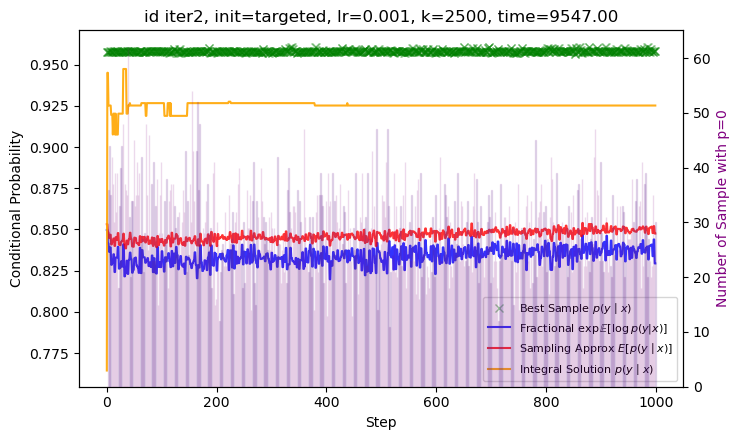 id iter2, init=targeted, lr=0.001, k=2500, time=9547.00
Conditional Probability
0.950
0.925
0.900
0.875
0.850
0.825
0.800
0.775
60
50
40
30
20
10
0
Number of Sample with p=0
Best Sample p(y | x)
Fractional exp𝔼[log p(y|x)]
Sampling Approx E[p(y | x)]
Integral Solution p(y | x)
0 200 400 600 800 1000
Step